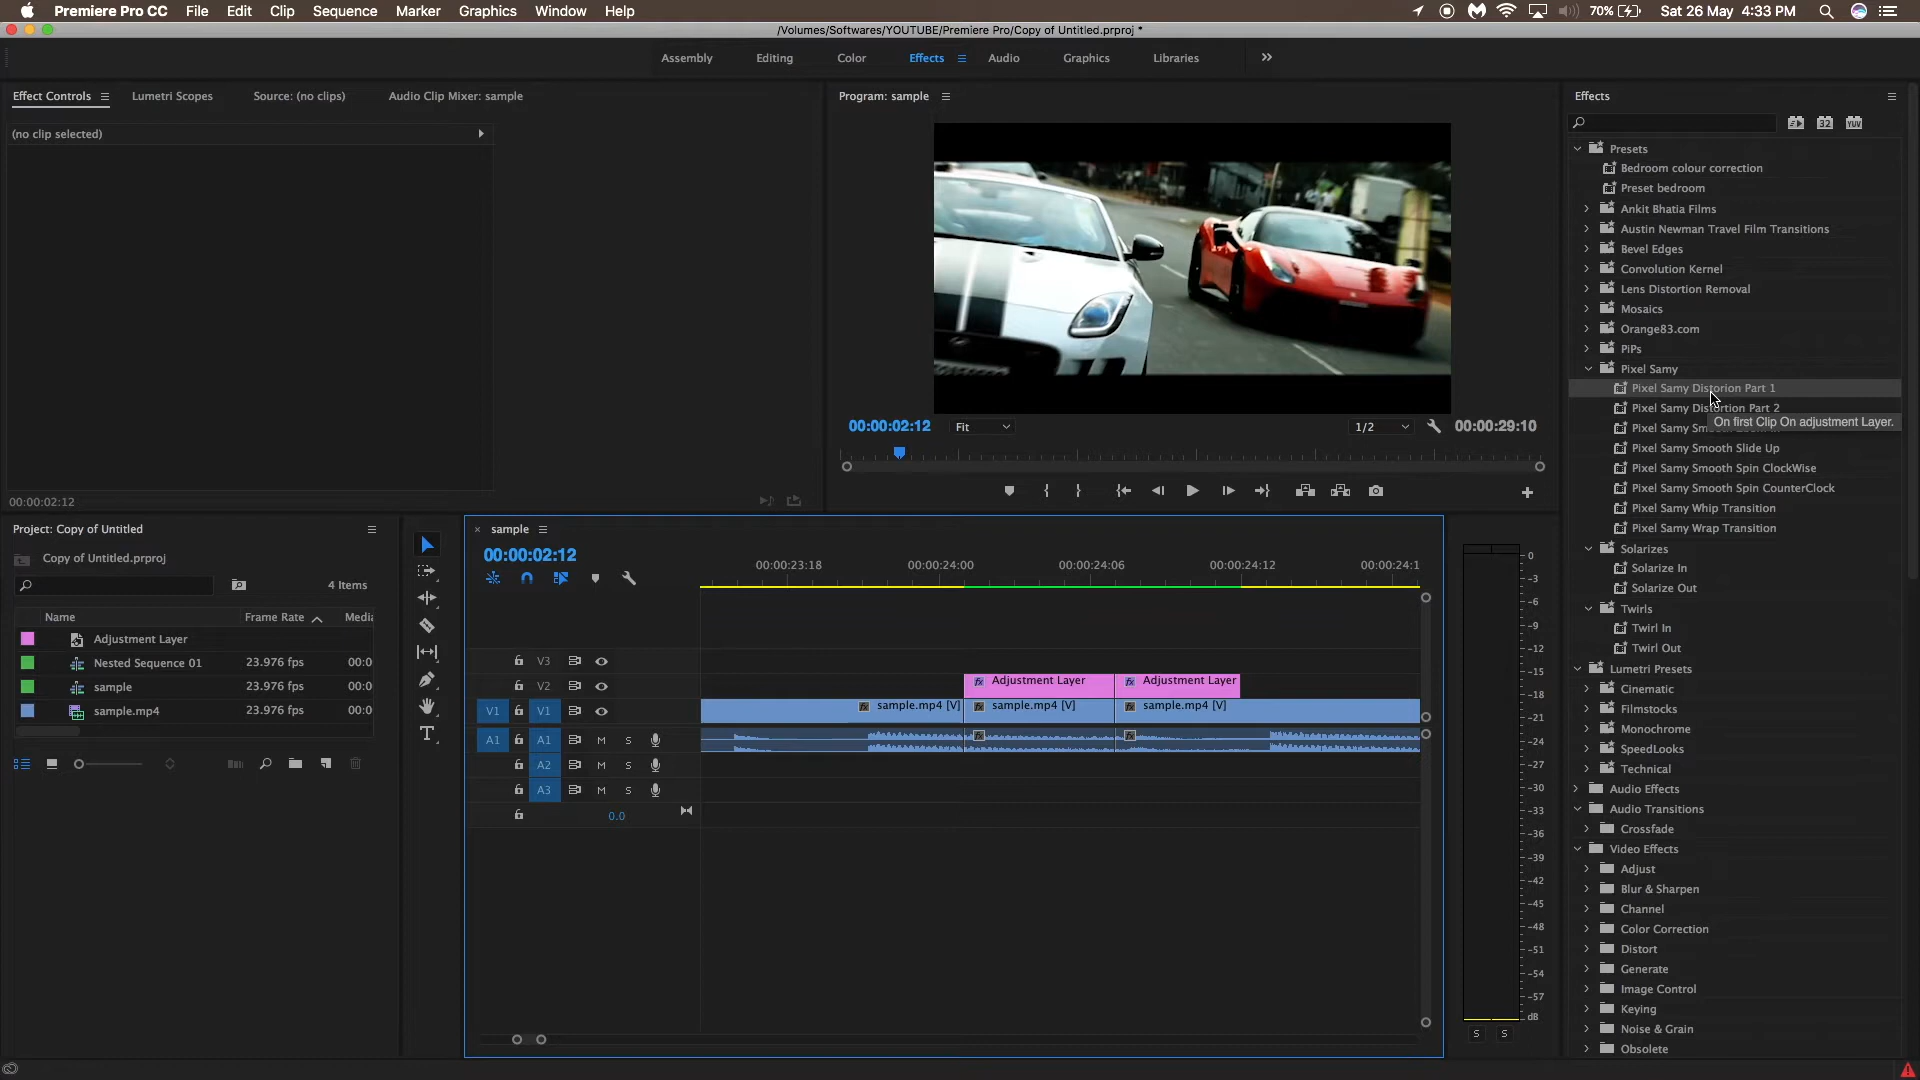 Premiere Pro CC File Edit Clip Sequence Marker Graphics Window Help 70% Sat 26 May 4:33 PM
/Volumes/Softwares/YOUTUBE/Premiere Pro/Copy of Untitled.prproj *
Assembly Editing Color Effects Audio Graphics Libraries
Effect Controls Lumetri Scopes Source: (no clips) Audio Clip Mixer: sample
(no clip selected)
00:00:02:12
Program: sample
00:00:02:12 Fit 1/2 00:00:29:10
Project: Copy of Untitled
Copy of Untitled.prproj
4 Items
Name Frame Rate Media
Adjustment Layer
Nested Sequence 01 23.976 fps 00:0
sample 23.976 fps 00:0
sample.mp4 23.976 fps 00:0
sample
00:00:02:12
00:00:23:18 00:00:24:00 00:00:24:06 00:00:24:12 00:00:24:1
V3
V2 Adjustment Layer Adjustment Layer
V1 V1 sample.mp4 [V] sample.mp4 [V] sample.mp4 [V]
A1 A1 M S
A2 M S
A3 M S
0.0
0
-3
-6
-9
-12
-15
-18
-21
-24
-27
-30
-33
-36
-39
-42
-45
-48
-51
-54
-57
dB
S S
Effects
32 YUV
Presets
Bedroom colour correction
Preset bedroom
Ankit Bhatia Films
Austin Newman Travel Film Transitions
Bevel Edges
Convolution Kernel
Lens Distortion Removal
Mosaics
Orange83.com
PiPs
Pixel Samy
Pixel Samy Distorion Part 1
Pixel Samy Distortion Part 2
On first Clip On adjustment Layer.
Pixel Samy
Pixel Samy Smooth Slide Up
Pixel Samy Smooth Spin ClockWise
Pixel Samy Smooth Spin CounterClock
Pixel Samy Whip Transition
Pixel Samy Wrap Transition
Solarizes
Solarize In
Solarize Out
Twirls
Twirl In
Twirl Out
Lumetri Presets
Cinematic
Filmstocks
Monochrome
SpeedLooks
Technical
Audio Effects
Audio Transitions
Crossfade
Video Effects
Adjust
Blur & Sharpen
Channel
Color Correction
Distort
Generate
Image Control
Keying
Noise & Grain
Obsolete